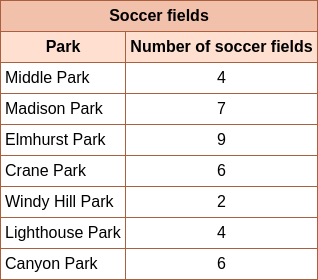 Soccer fields
Park Number of soccer fields
Middle Park 4
Madison Park 7
Elmhurst Park 9
Crane Park 6
Windy Hill Park 2
Lighthouse Park 4
Canyon Park 6